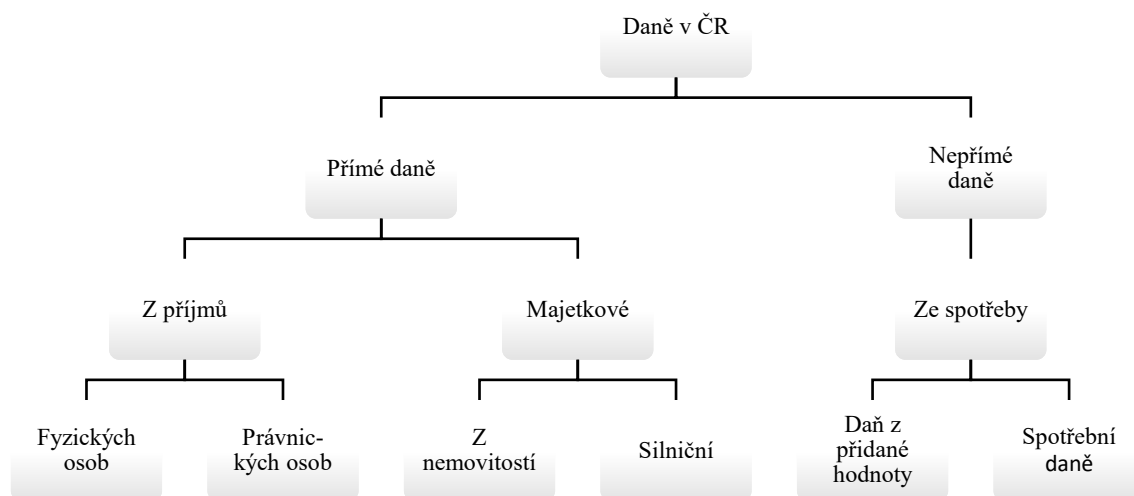 Daně v ČR
Přímé daně
Nepřímé
daně
Z příjmů
Majetkové
Ze spotřeby
Fyzických
osob
Právnic-
kých osob
Z
nemovitostí
Silniční
Daň z
přidané
hodnoty
Spotřební
daně